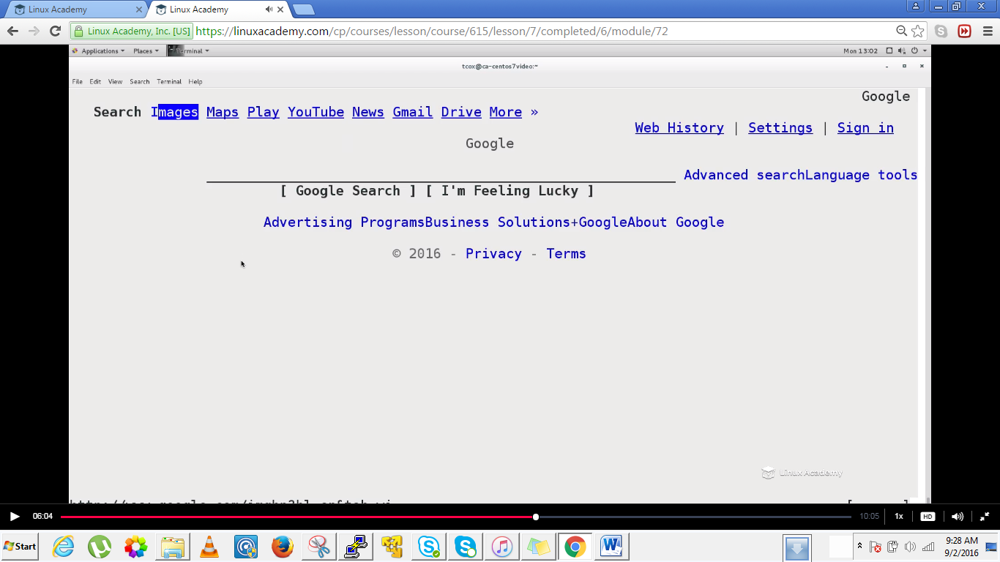 Linux Academy Linux Academy
Linux Academy, Inc. [US] https://linuxacademy.com/cp/courses/lesson/course/615/lesson/7/completed/6/module/72
Applications Places Mon 13:02
tcox@ca-centos7video:~
File Edit View Search Terminal Help
Google
Search Images Maps Play YouTube News Gmail Drive More »
Web History | Settings | Sign in
Google
Advanced searchLanguage tools
[ Google Search ] [ I'm Feeling Lucky ]
Advertising ProgramsBusiness Solutions+GoogleAbout Google
© 2016 - Privacy - Terms
Linux Academy
06:04 10:05 1x HD
Start 9:28 AM
9/2/2016